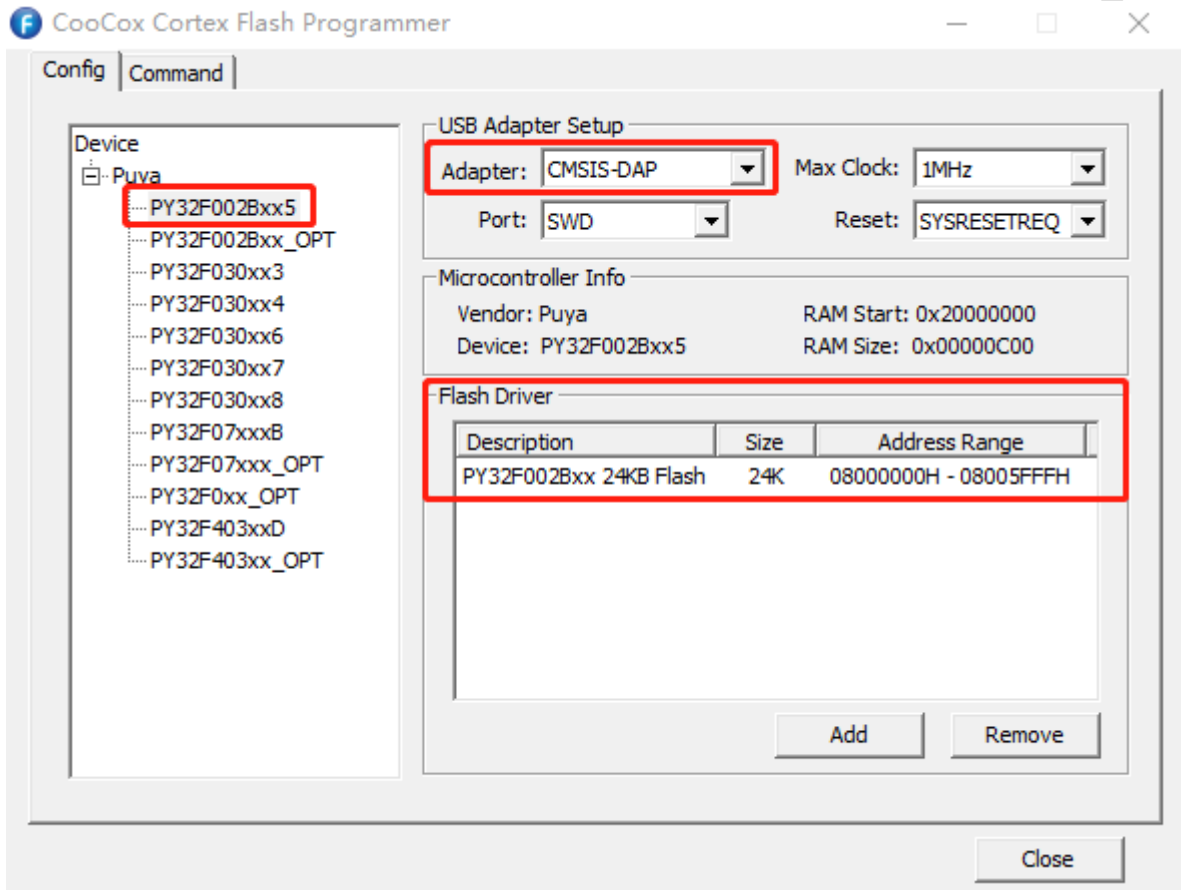 CooCox Cortex Flash Programmer
Config
Command
Device
Puya
PY32F002Bxx5
PY32F002Bxx_OPT
PY32F030xx3
PY32F030xx4
PY32F030xx6
PY32F030xx7
PY32F030xx8
PY32F07xxxB
PY32F07xxx_OPT
PY32F0xx_OPT
PY32F403xxD
PY32F403xx_OPT
USB Adapter Setup
Adapter: CMSIS-DAP Max Clock: 1MHz
Port: SWD Reset: SYSRESETREQ
Microcontroller Info
Vendor: Puya RAM Start: 0x20000000
Device: PY32F002Bxx5 RAM Size: 0x00000C00
Flash Driver
Description Size Address Range
PY32F002Bxx 24KB Flash 24K 08000000H - 08005FFFH
Add Remove
Close